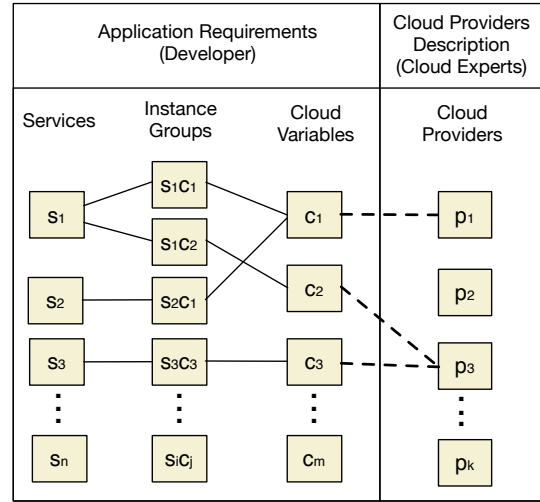 Application Requirements
(Developer)
Cloud Providers
Description
(Cloud Experts)
Services
Instance
Groups
Cloud
Variables
Cloud
Providers
s1
s1c1
s1c2
c1
p1
s2
s2c1
c2
p2
s3
s3c3
c3
p3
sn
sicj
cm
pk